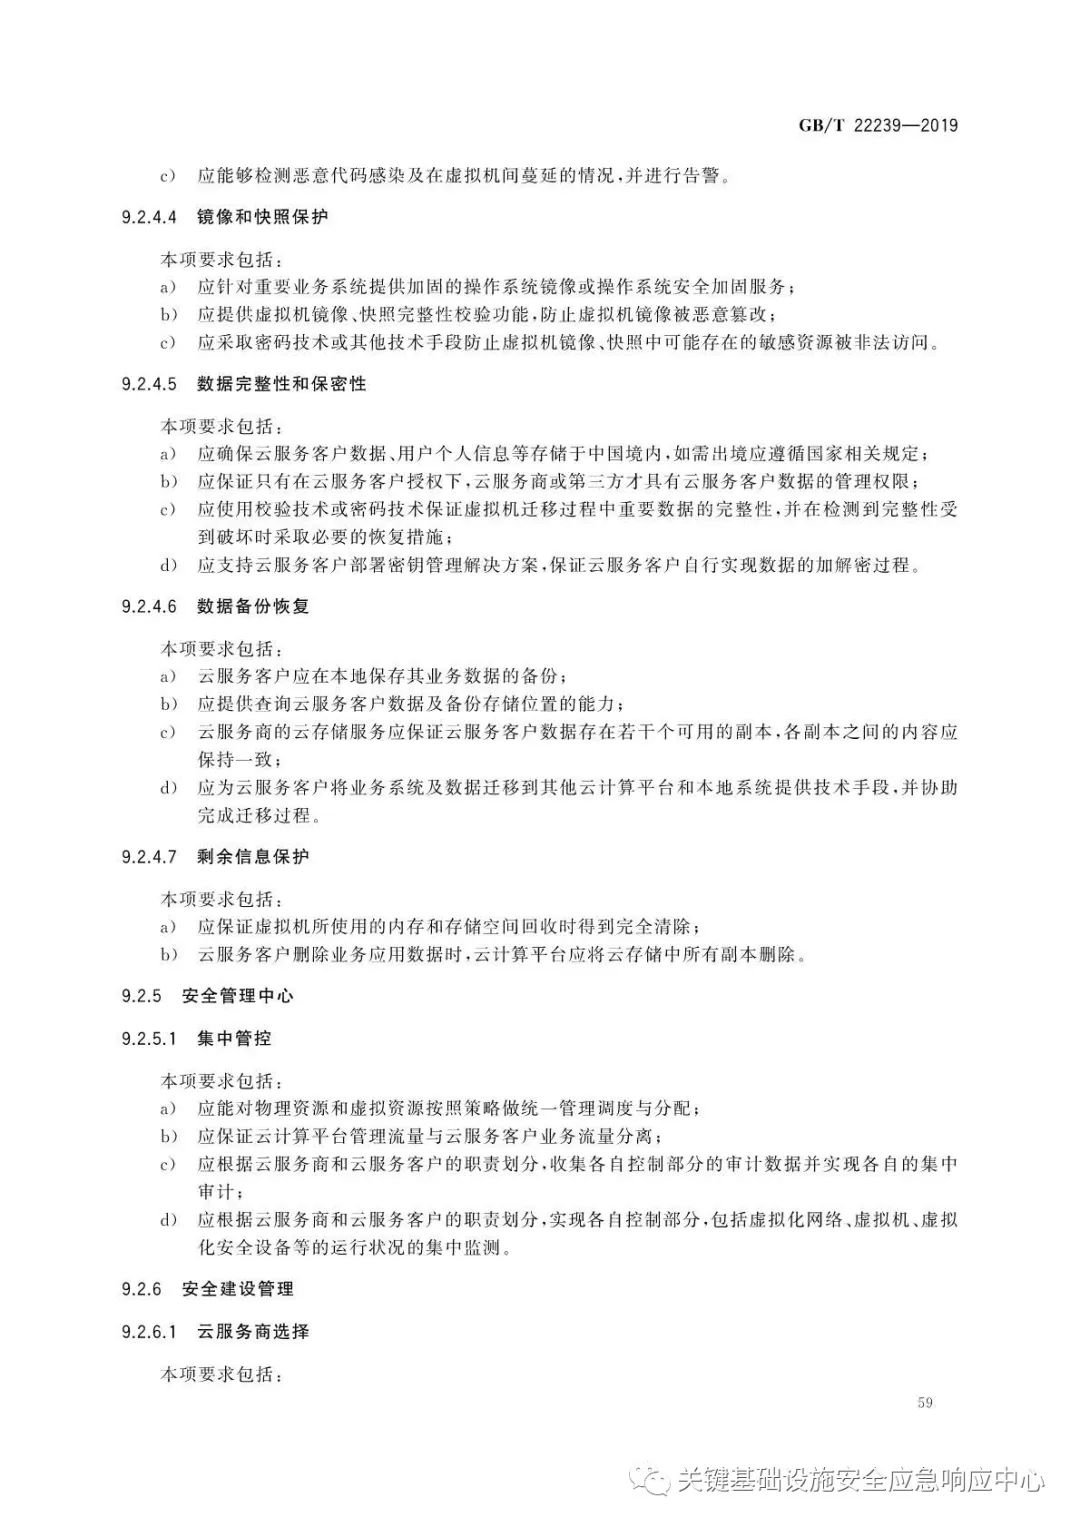 GB/T 22239—2019
c) 应能够检测恶意代码感染及在虚拟机间蔓延的情况,并进行告警。
9.2.4.4 镜像和快照保护
本项要求包括:
a) 应针对重要业务系统提供加固的操作系统镜像或操作系统安全加固服务;
b) 应提供虚拟机镜像、快照完整性校验功能,防止虚拟机镜像被恶意篡改;
c) 应采取密码技术或其他技术手段防止虚拟机镜像、快照中可能存在的敏感资源被非法访问。
9.2.4.5 数据完整性和保密性
本项要求包括:
a) 应确保云服务客户数据、用户个人信息等存储于中国境内,如需出境应遵循国家相关规定;
b) 应保证只有在云服务客户授权下,云服务商或第三方才具有云服务客户数据的管理权限;
c) 应使用校验技术或密码技术保证虚拟机迁移过程中重要数据的完整性,并在检测到完整性受
到破坏时采取必要的恢复措施;
d) 应支持云服务客户部署密钥管理解决方案,保证云服务客户自行实现数据的加解密过程。
9.2.4.6 数据备份恢复
本项要求包括:
a) 云服务客户应在本地保存其业务数据的备份;
b) 应提供查询云服务客户数据及备份存储位置的能力;
c) 云服务商的云存储服务应保证云服务客户数据存在若干个可用的副本,各副本之间的内容应
保持一致;
d) 应为云服务客户将业务系统及数据迁移到其他云计算平台和本地系统提供技术手段,并协助
完成迁移过程。
9.2.4.7 剩余信息保护
本项要求包括:
a) 应保证虚拟机所使用的内存和存储空间回收时得到完全清除;
b) 云服务客户删除业务应用数据时,云计算平台应将云存储中所有副本删除。
9.2.5 安全管理中心
9.2.5.1 集中管控
本项要求包括:
a) 应能对物理资源和虚拟资源按照策略做统一管理调度与分配;
b) 应保证云计算平台管理流量与云服务客户业务流量分离;
c) 应根据云服务商和云服务客户的职责划分,收集各自控制部分的审计数据并实现各自的集中
审计;
d) 应根据云服务商和云服务客户的职责划分,实现各自控制部分,包括虚拟化网络、虚拟机、虚拟
化安全设备等的运行状况的集中监测。
9.2.6 安全建设管理
9.2.6.1 云服务商选择
本项要求包括:
59
关键基础设施安全应急响应中心